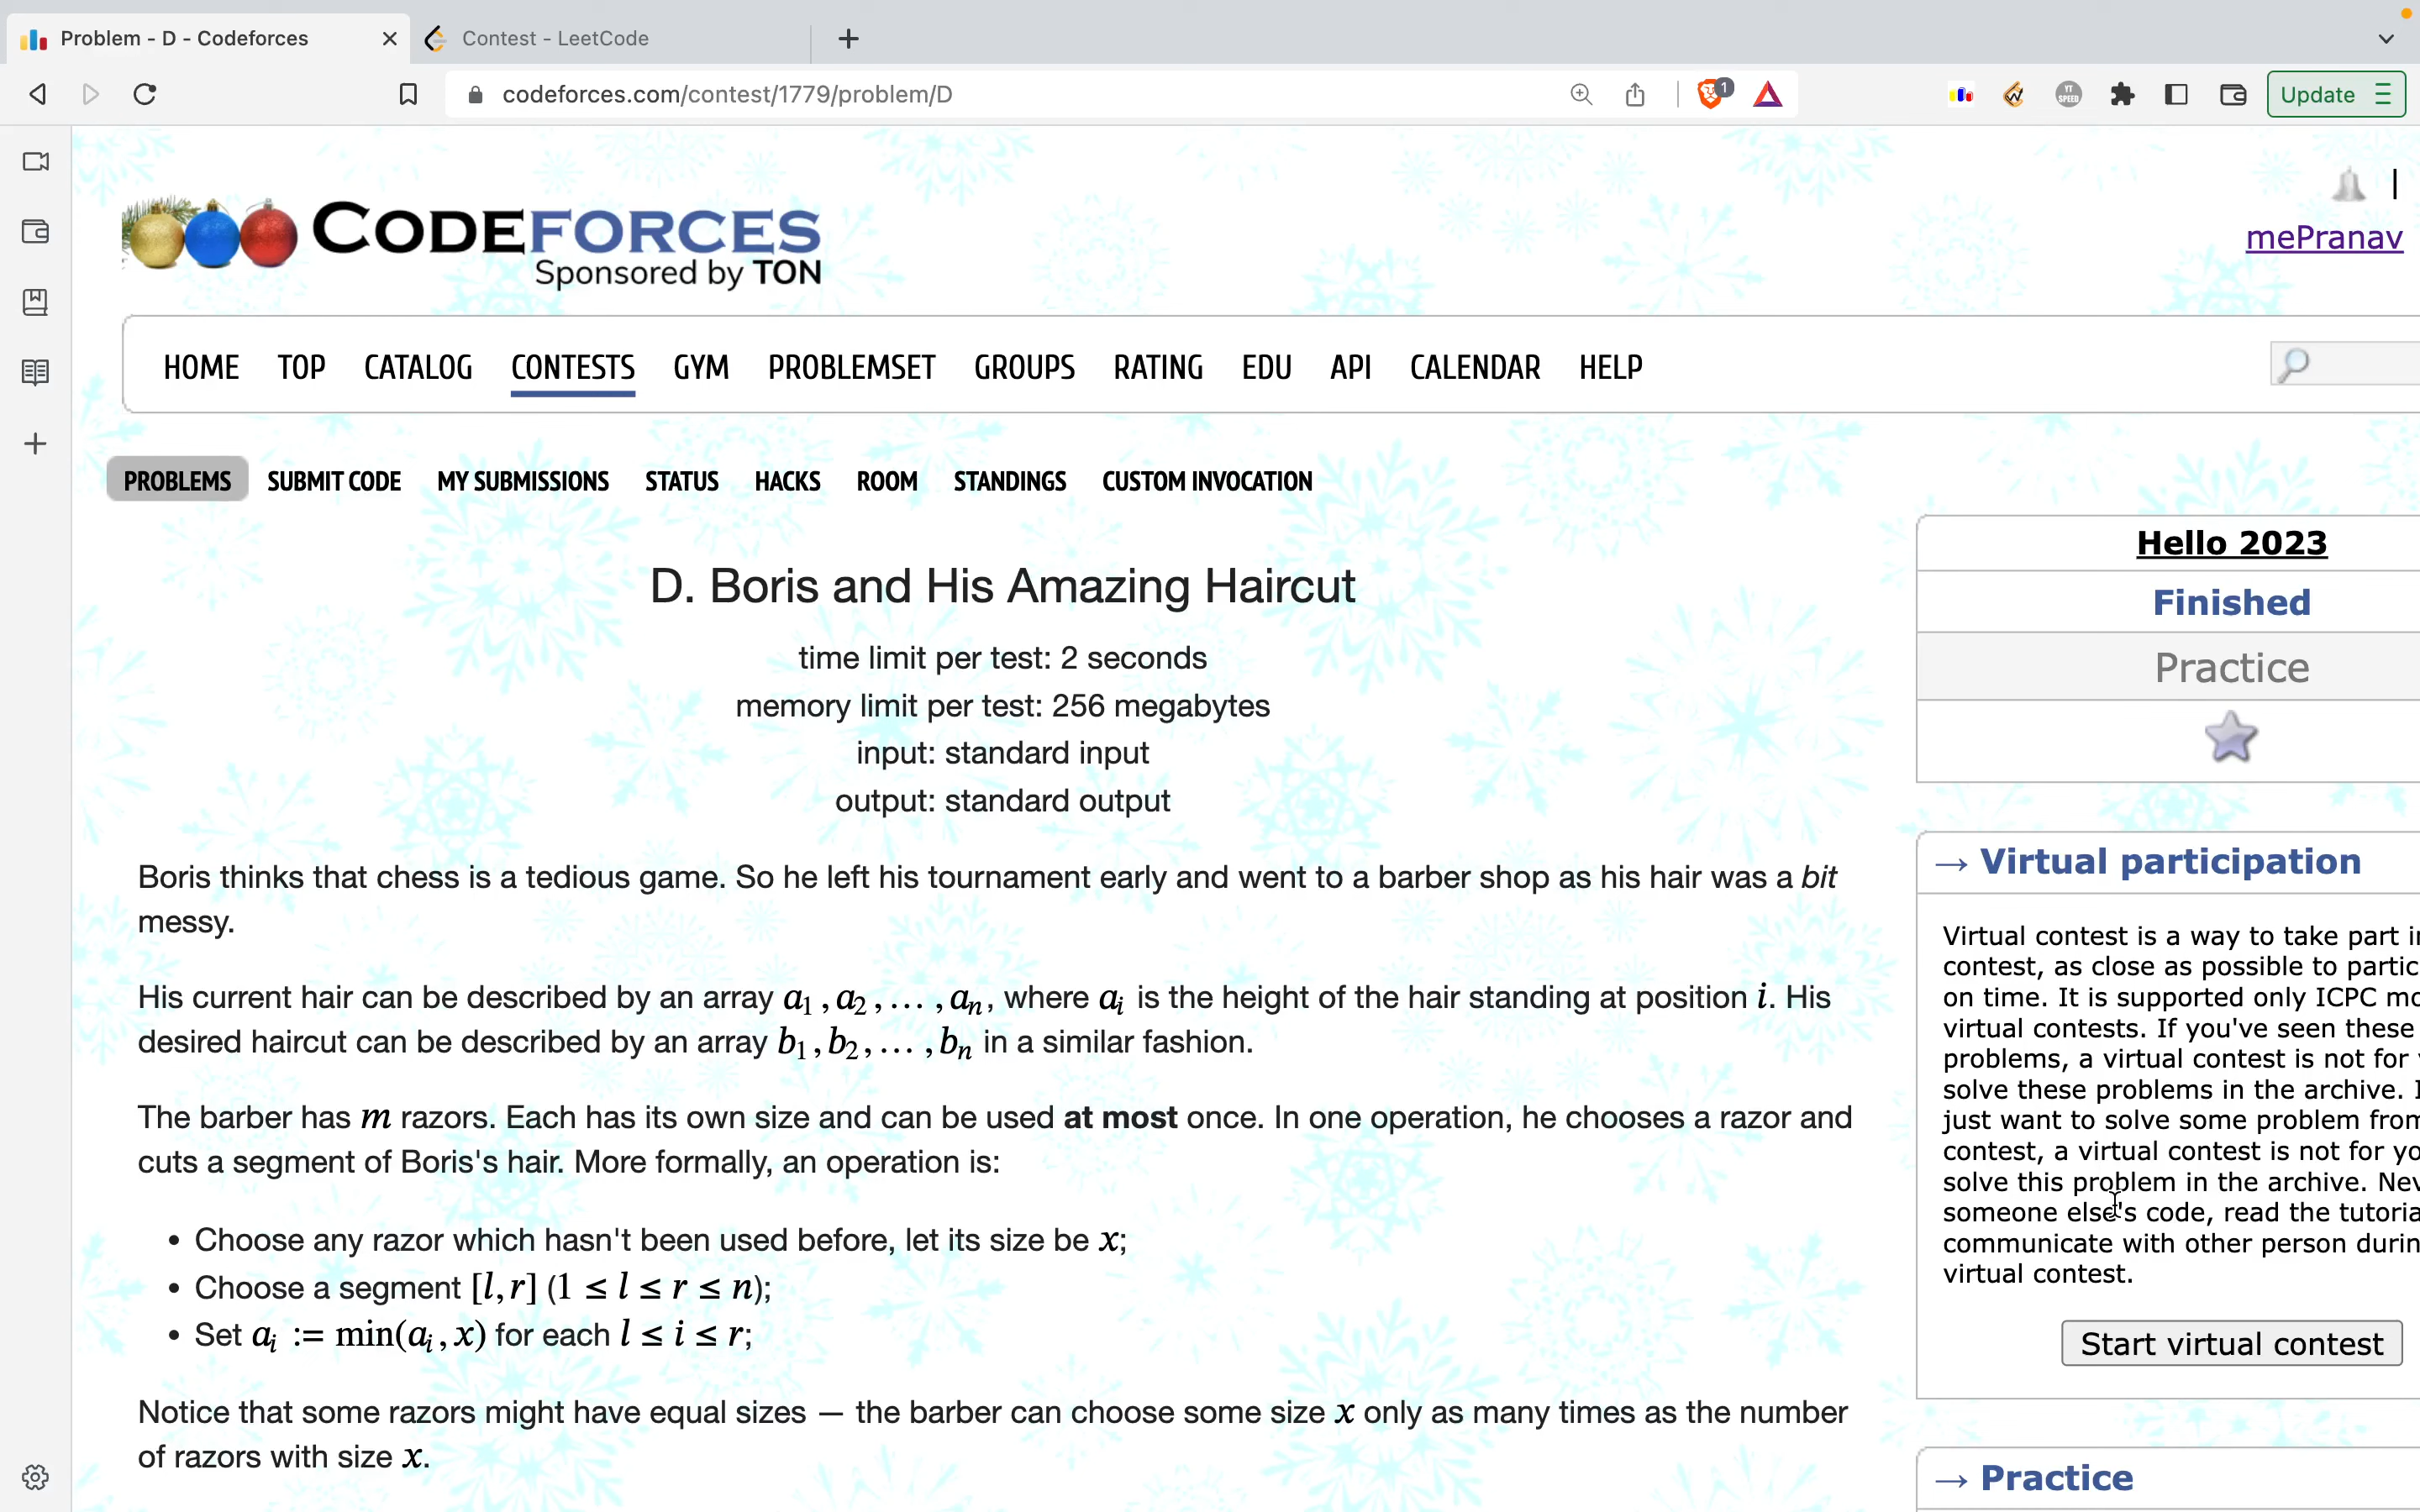 Problem - D - Codeforces
Contest - LeetCode
codeforces.com/contest/1779/problem/D
1
YT
SPEED
Update
CODEFORCES
Sponsored by TON
mePranav
HOME TOP CATALOG CONTESTS GYM PROBLEMSET GROUPS RATING EDU API CALENDAR HELP
PROBLEMS SUBMIT CODE MY SUBMISSIONS STATUS HACKS ROOM STANDINGS CUSTOM INVOCATION
D. Boris and His Amazing Haircut
time limit per test: 2 seconds
memory limit per test: 256 megabytes
input: standard input
output: standard output
Boris thinks that chess is a tedious game. So he left his tournament early and went to a barber shop as his hair was a bit
messy.
His current hair can be described by an array a₁, a₂, …, aₙ, where aᵢ is the height of the hair standing at position i. His
desired haircut can be described by an array b₁, b₂, …, bₙ in a similar fashion.
The barber has m razors. Each has its own size and can be used at most once. In one operation, he chooses a razor and
cuts a segment of Boris's hair. More formally, an operation is:
• Choose any razor which hasn't been used before, let its size be x;
• Choose a segment [l, r] (1 ≤ l ≤ r ≤ n);
• Set aᵢ := min(aᵢ, x) for each l ≤ i ≤ r;
Notice that some razors might have equal sizes — the barber can choose some size x only as many times as the number
of razors with size x.
Hello 2023
Finished
Practice
→ Virtual participation
Virtual contest is a way to take part
contest, as close as possible to partic
on time. It is supported only ICPC mo
virtual contests. If you've seen these
problems, a virtual contest is not for
solve these problems in the archive.
just want to solve some problem from
contest, a virtual contest is not for yo
solve this problem in the archive. Nev
someone else's code, read the tutoria
communicate with other person durin
virtual contest.
Start virtual contest
→ Practice